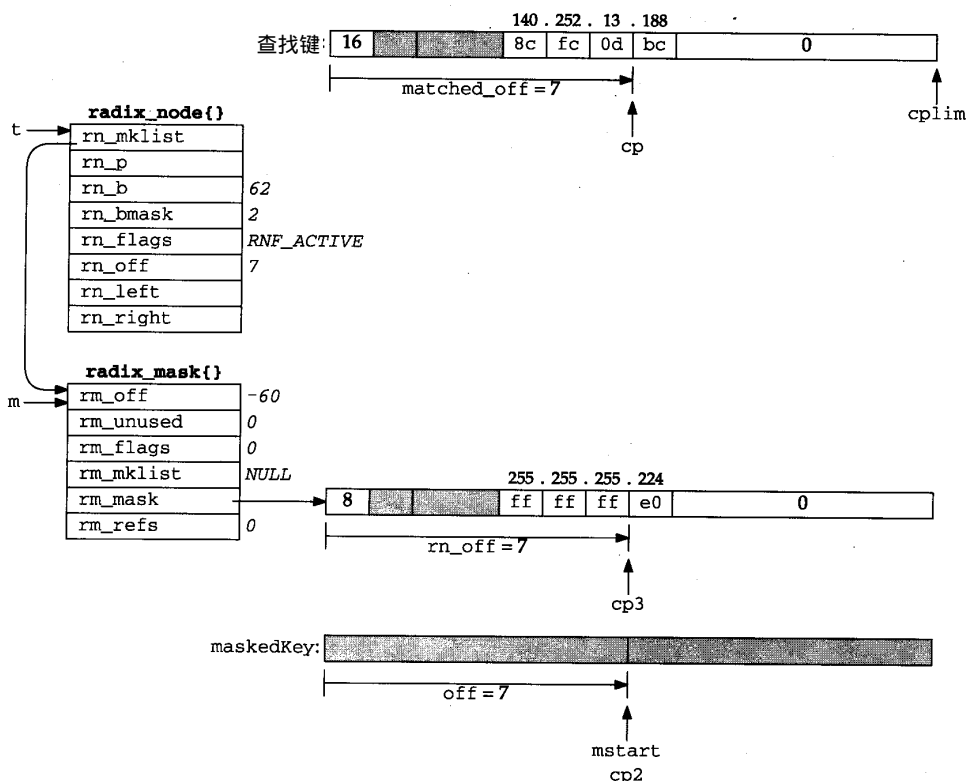 140 . 252 . 13 . 188
查找键: 16 8c fc 0d bc 0
matched_off = 7
cp
cplim
radix_node{}
t
rn_mklist
rn_p
rn_b 62
rn_bmask 2
rn_flags RNF_ACTIVE
rn_off 7
rn_left
rn_right
radix_mask{}
m
rm_off -60
rm_unused 0
rm_flags 0
rm_mklist NULL
rm_mask
rm_refs 0
255 . 255 . 255 . 224
8 ff ff ff e0 0
rn_off = 7
cp3
maskedKey:
off = 7
mstart
cp2